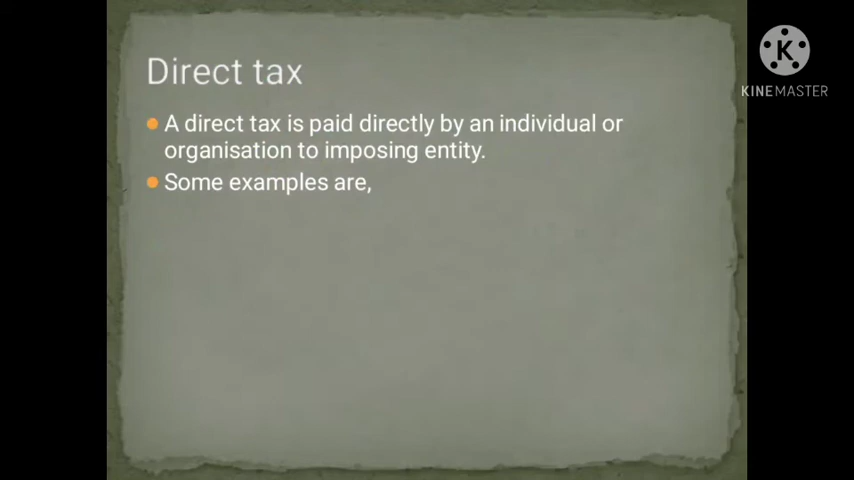 Direct tax
A direct tax is paid directly by an individual or
organisation to imposing entity.
Some examples are,
K
KINEMASTER